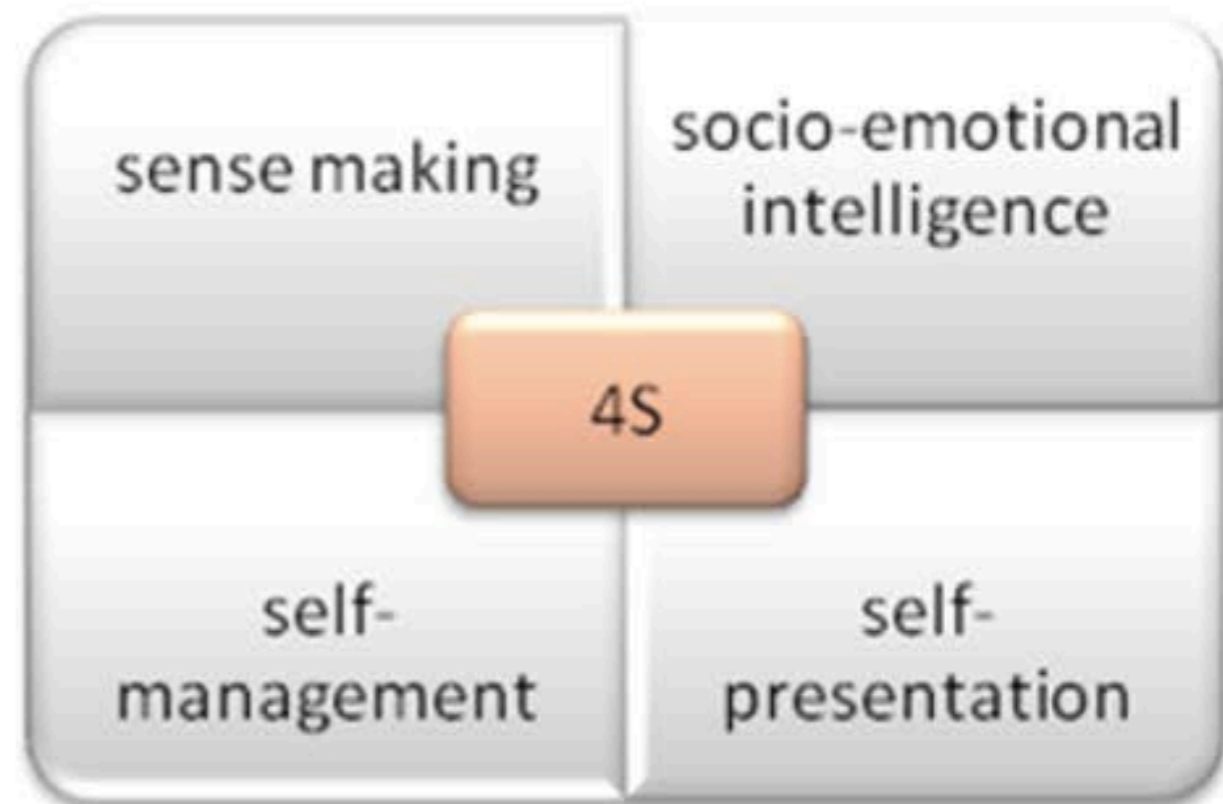 sense making
socio-emotional
intelligence
4S
self-
management
self-
presentation